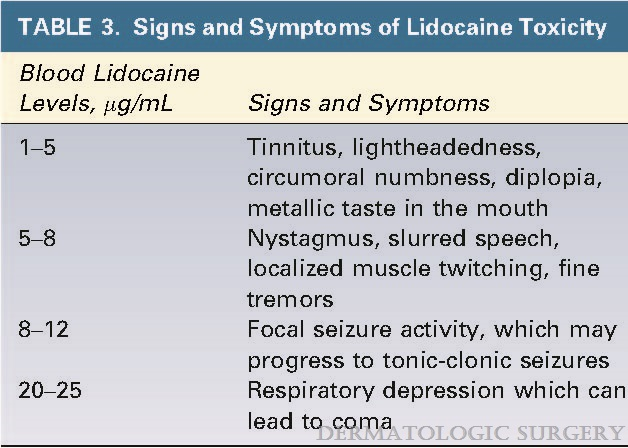 TABLE 3. Signs and Symptoms of Lidocaine Toxicity
Blood Lidocaine
Levels, μg/mL Signs and Symptoms
1–5 Tinnitus, lightheadedness,
circumoral numbness, diplopia,
metallic taste in the mouth
5–8 Nystagmus, slurred speech,
localized muscle twitching, fine
tremors
8–12 Focal seizure activity, which may
progress to tonic-clonic seizures
20–25 Respiratory depression which can
lead to coma
DERMATOLOGIC SURGERY